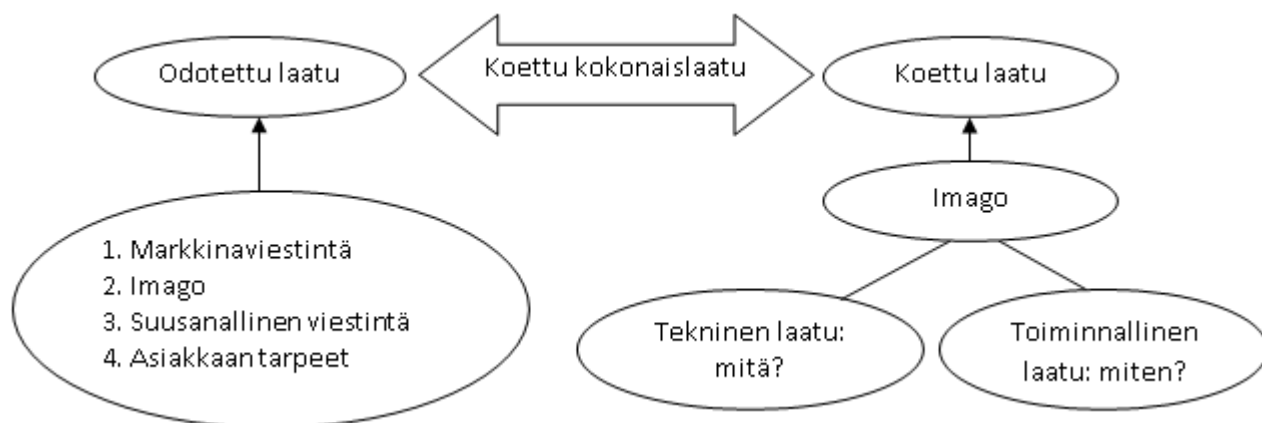 Odotettu laatu
Koettu kokonaislaatu
Koettu laatu
Imago
1. Markkinaviestintä
2. Imago
3. Suusanallinen viestintä
4. Asiakkaan tarpeet
Tekninen laatu:
mitä?
Toiminnallinen
laatu: miten?